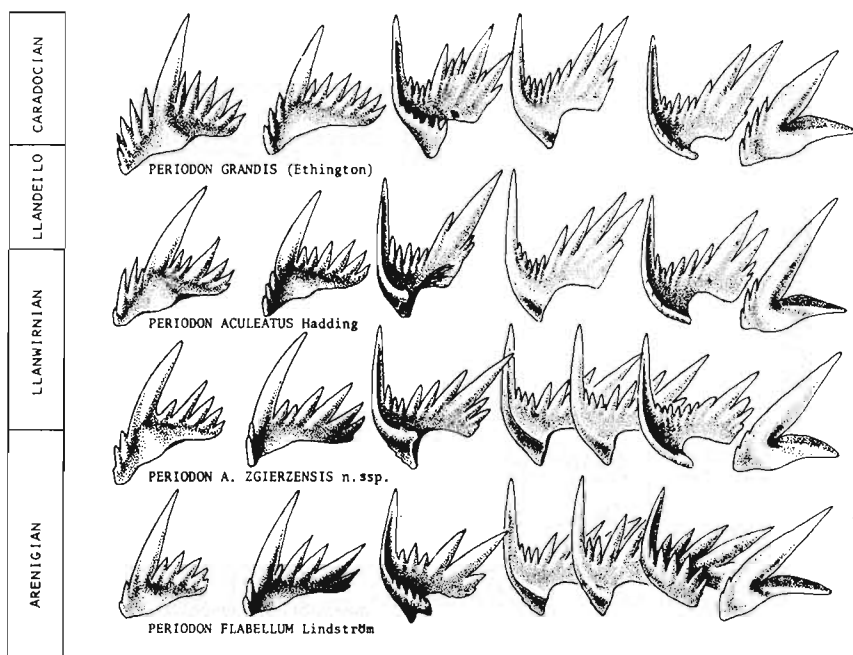 CARADOCIAN
PERIODON GRANDIS (Ethington)
LLANDEILO
PERIODON ACULEATUS Hadding
LLANWIRNIAN
PERIODON A. ZGIERZENSIS n.ssp.
ARENIGIAN
PERIODON FLABELLUM Lindström